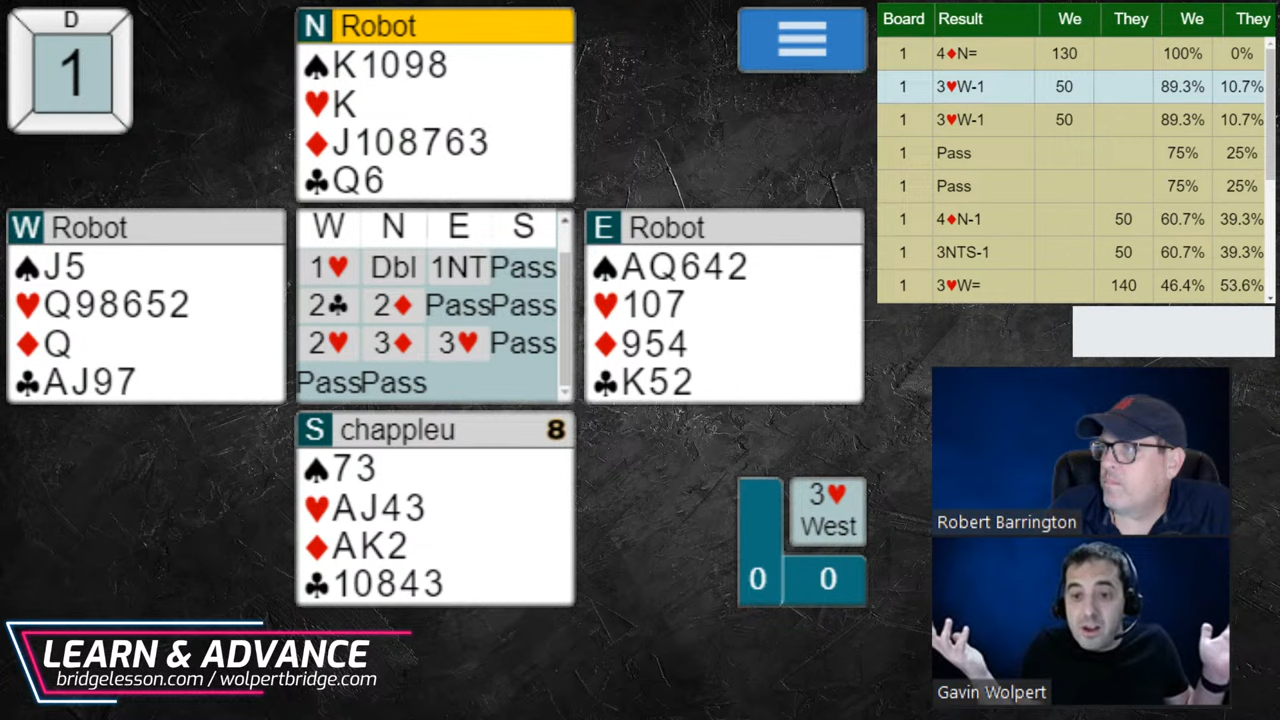 D
1
N Robot
♠K1098
♥K
♦J108763
♣Q6
W Robot
♠J5
♥Q98652
♦Q
♣AJ97
W N E S
1♥ Dbl 1NT Pass
2♣ 2♦ Pass Pass
2♥ 3♦ 3♥ Pass
Pass Pass
E Robot
♠AQ642
♥107
♦954
♣K52
S chappleu 8
♠73
♥AJ43
♦AK2
♣10843
3♥
West
0 0
Board Result We They We They
1 4♦N= 130 100% 0%
1 3♥W-1 50 89.3% 10.7%
1 3♥W-1 50 89.3% 10.7%
1 Pass 75% 25%
1 Pass 75% 25%
1 4♦N-1 50 60.7% 39.3%
1 3NTS-1 50 60.7% 39.3%
1 3♥W= 140 46.4% 53.6%
Robert Barrington
Gavin Wolpert
LEARN & ADVANCE
bridgelesson.com / wolpertbridge.com